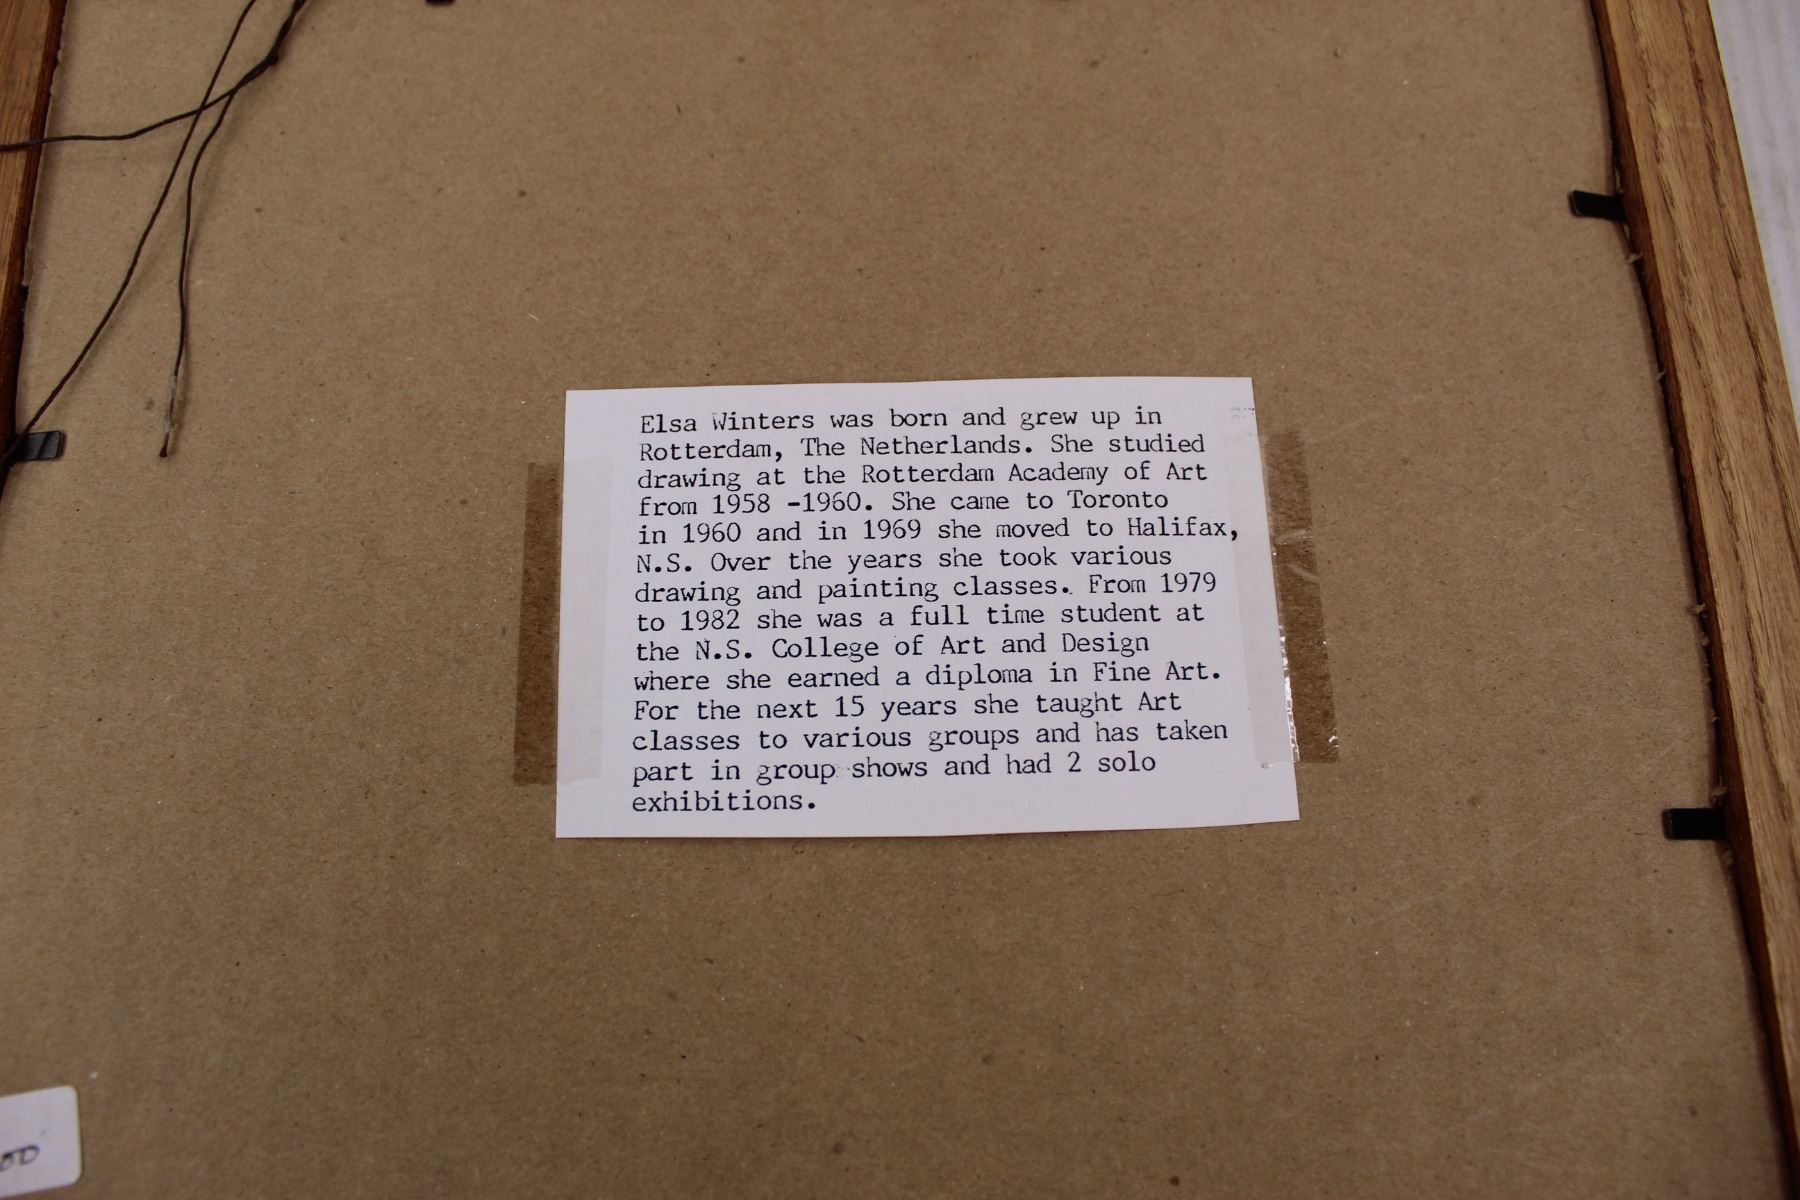 Elsa Winters was born and grew up in
Rotterdam, The Netherlands. She studied
drawing at the Rotterdam Academy of Art
from 1958 -1960. She came to Toronto
in 1960 and in 1969 she moved to Halifax,
N.S. Over the years she took various
drawing and painting classes. From 1979
to 1982 she was a full time student at
the N.S. College of Art and Design
where she earned a diploma in Fine Art.
For the next 15 years she taught Art
classes to various groups and has taken
part in group shows and had 2 solo
exhibitions.